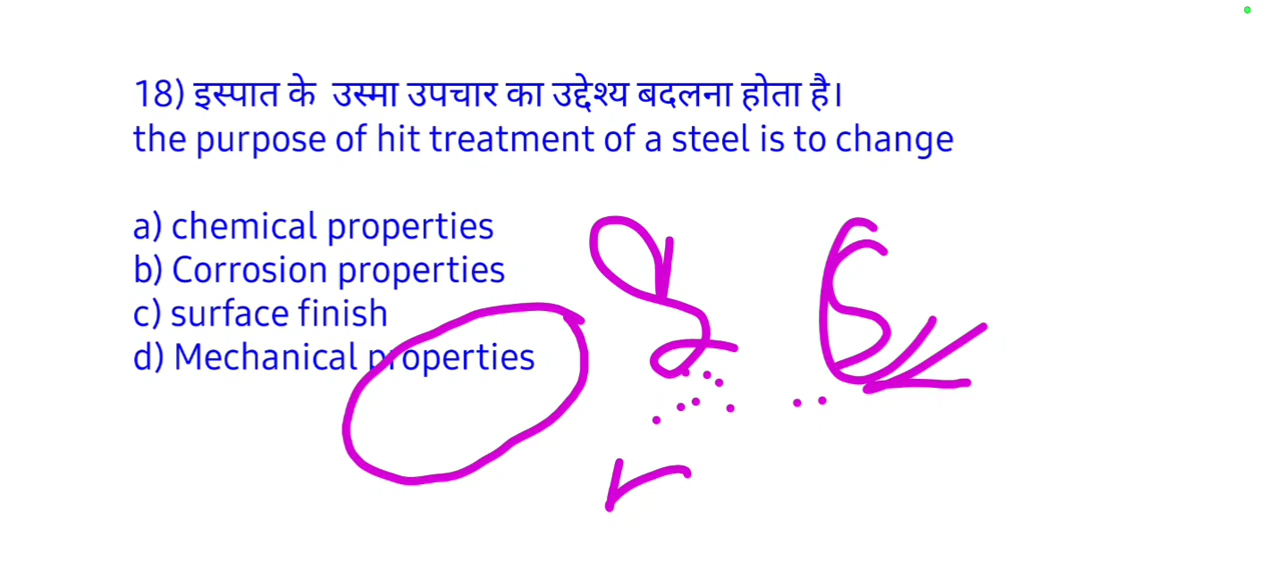 18) इस्पात के उस्मा उपचार का उद्देश्य बदलना होता है।
the purpose of hit treatment of a steel is to change
a) chemical properties
b) Corrosion properties
c) surface finish
d) Mechanical properties